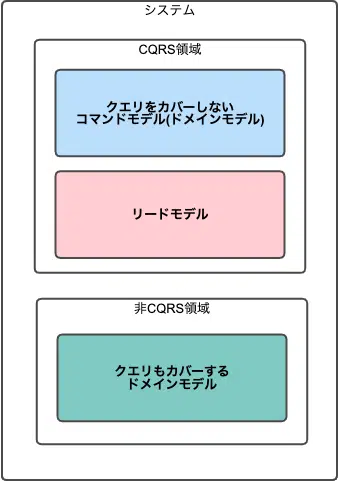 システム
CQRS領域
クエリをカバーしない
コマンドモデル(ドメインモデル)
リードモデル
非CQRS領域
クエリもカバーする
ドメインモデル